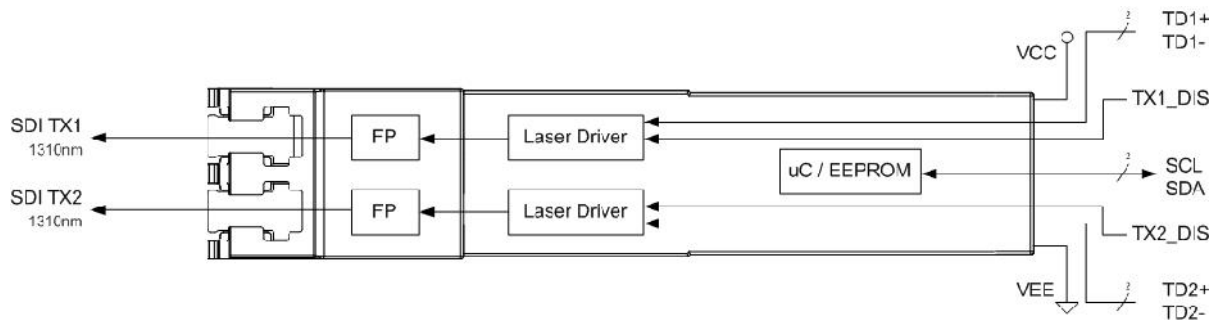 2
TD1+
TD1-
VCC
TX1_DIS
SDI TX1
1310nm
FP
Laser Driver
uC / EEPROM
2
SCL
SDA
SDI TX2
1310nm
FP
Laser Driver
TX2_DIS
VEE
2
TD2+
TD2-